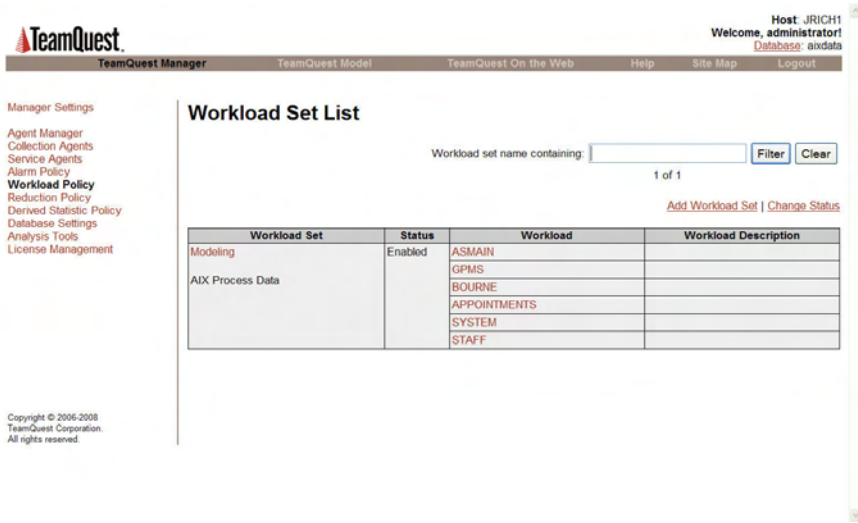 TeamQuest
Host: JRICH1
Welcome, administrator!
Database: aixdata
TeamQuest Manager TeamQuest Model TeamQuest On the Web Help Site Map Logout
Manager Settings
Agent Manager
Collection Agents
Service Agents
Alarm Policy
Workload Policy
Reduction Policy
Derived Statistic Policy
Database Settings
Analysis Tools
License Management
Copyright © 2006-2008
TeamQuest Corporation.
All rights reserved.
Workload Set List
Workload set name containing: Filter Clear
1 of 1
Add Workload Set | Change Status
Workload Set Status Workload Workload Description
Modeling Enabled ASMAIN
GPMS
AIX Process Data
BOURNE
APPOINTMENTS
SYSTEM
STAFF